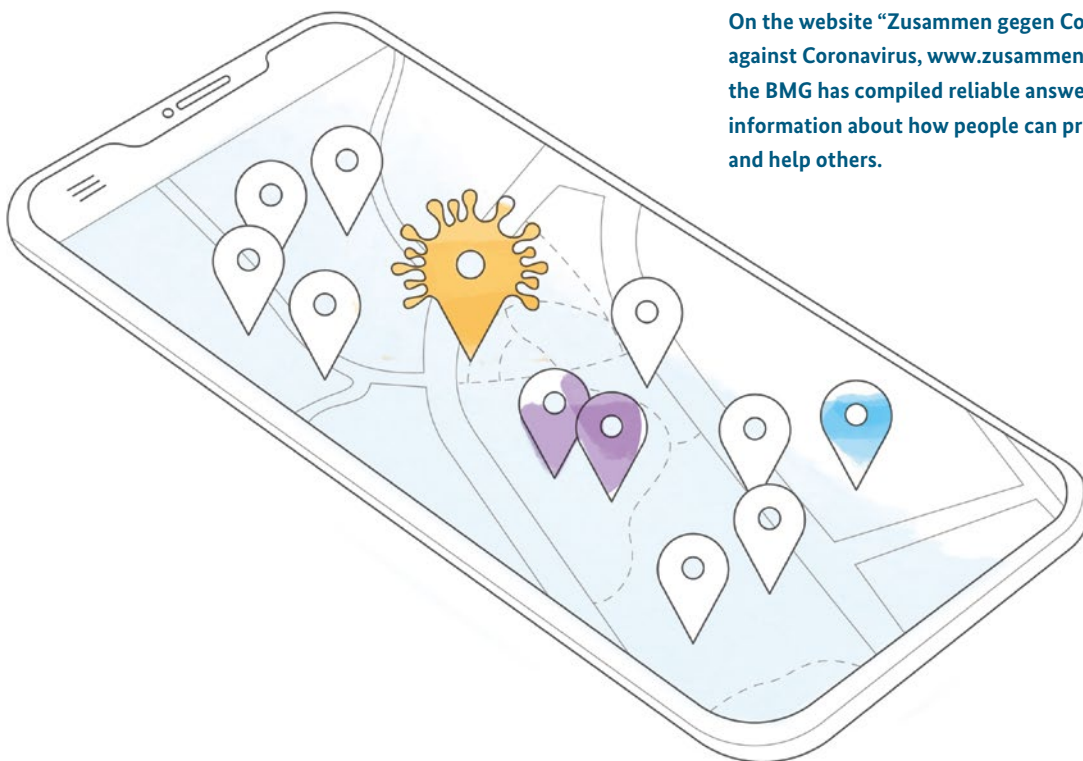 On the website “Zusammen gegen Co
against Coronavirus, www.zusammen
the BMG has compiled reliable answe
information about how people can pr
and help others.